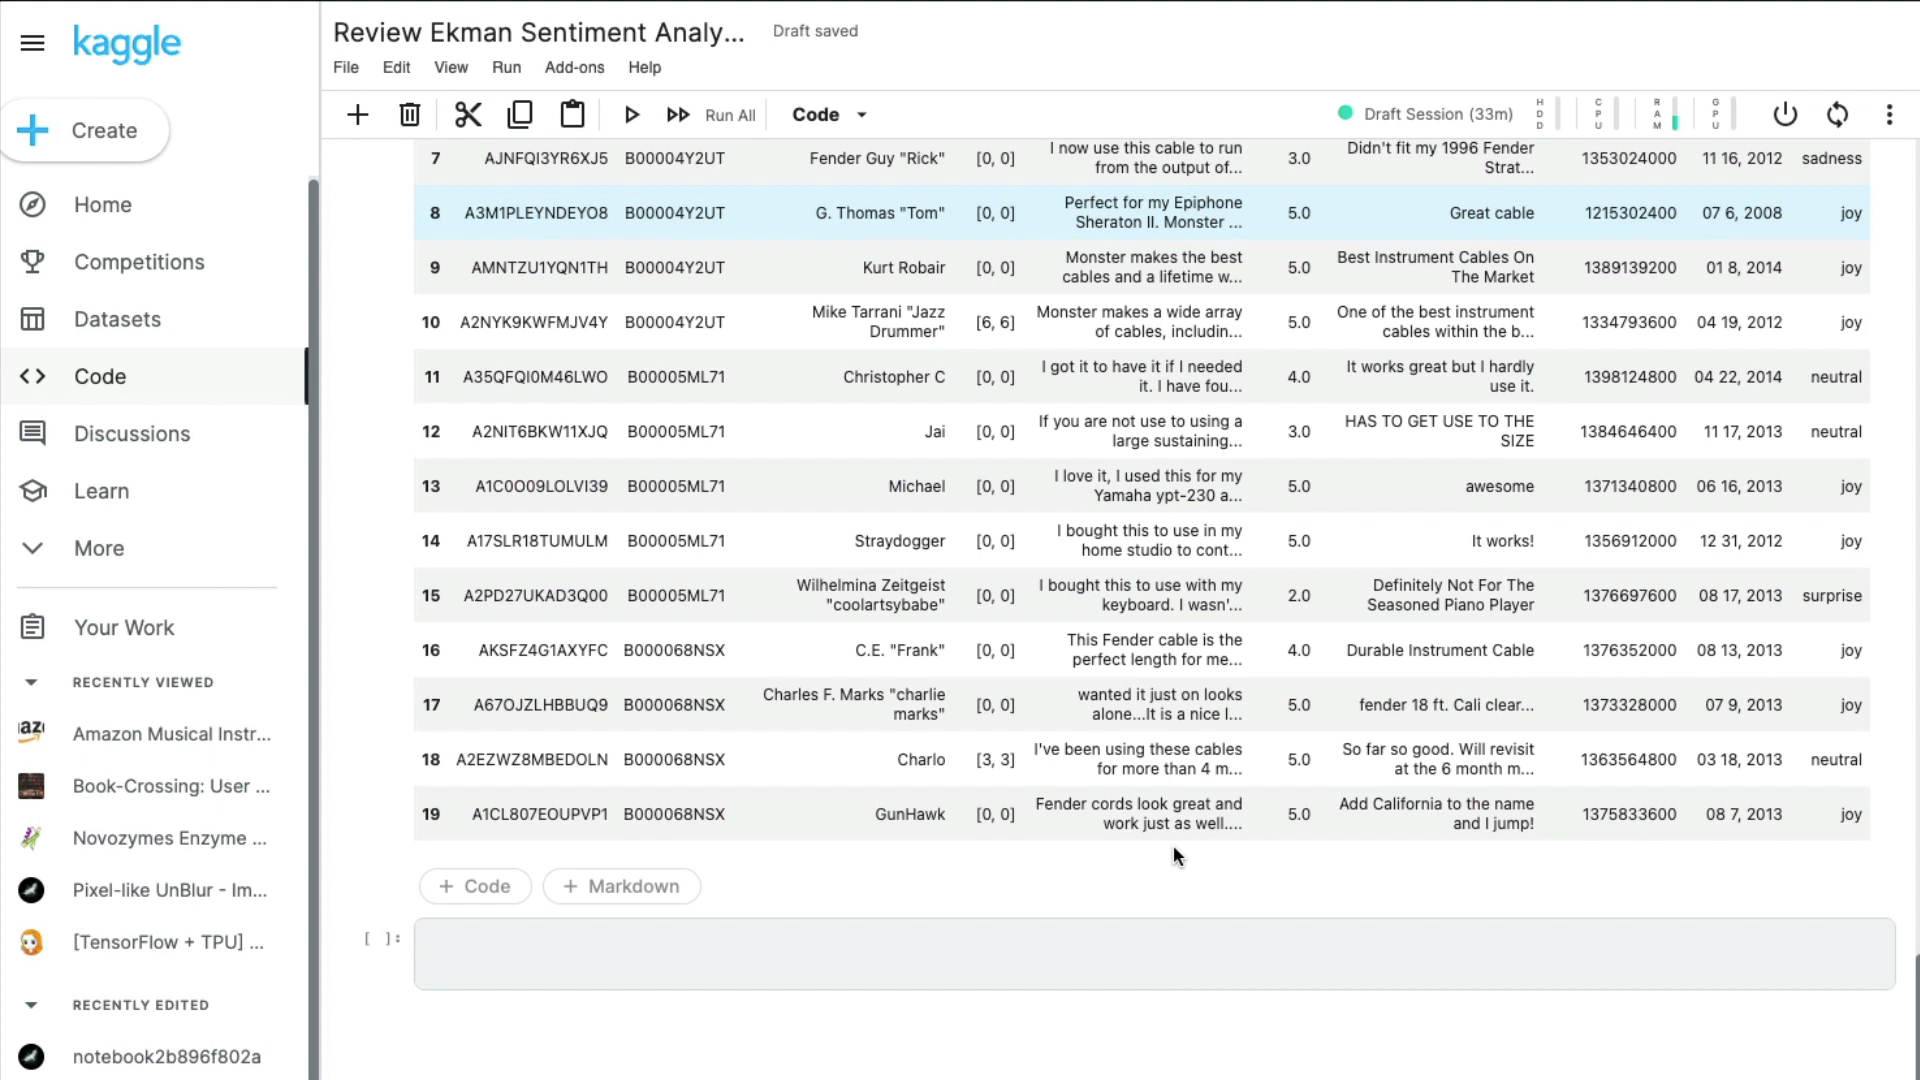 kaggle
Create
Home
Competitions
Datasets
Code
Discussions
Learn
More
Your Work
RECENTLY VIEWED
Amazon Musical Instr...
Book-Crossing: User ...
Novozymes Enzyme ...
Pixel-like UnBlur - Im...
[TensorFlow + TPU] ...
RECENTLY EDITED
notebook2b896f802a
Review Ekman Sentiment Analy... Draft saved
File Edit View Run Add-ons Help
Run All Code Draft Session (33m) HDD CPU RAM GPU
7 AJNFQI3YR6XJ5 B00004Y2UT Fender Guy "Rick" [0, 0] I now use this cable to run from the output of... 3.0 Didn't fit my 1996 Fender Strat... 1353024000 11 16, 2012 sadness
8 A3M1PLEYNDEYO8 B00004Y2UT G. Thomas "Tom" [0, 0] Perfect for my Epiphone Sheraton II. Monster ... 5.0 Great cable 1215302400 07 6, 2008 joy
9 AMNTZU1YQN1TH B00004Y2UT Kurt Robair [0, 0] Monster makes the best cables and a lifetime w... 5.0 Best Instrument Cables On The Market 1389139200 01 8, 2014 joy
10 A2NYK9KWFMJV4Y B00004Y2UT Mike Tarrani "Jazz Drummer" [6, 6] Monster makes a wide array of cables, includin... 5.0 One of the best instrument cables within the b... 1334793600 04 19, 2012 joy
11 A35QFQI0M46LWO B00005ML71 Christopher C [0, 0] I got it to have it if I needed it. I have fou... 4.0 It works great but I hardly use it. 1398124800 04 22, 2014 neutral
12 A2NIT6BKW11XJQ B00005ML71 Jai [0, 0] If you are not use to using a large sustaining... 3.0 HAS TO GET USE TO THE SIZE 1384646400 11 17, 2013 neutral
13 A1C0O09LOLVI39 B00005ML71 Michael [0, 0] I love it, I used this for my Yamaha ypt-230 a... 5.0 awesome 1371340800 06 16, 2013 joy
14 A17SLR18TUMULM B00005ML71 Straydogger [0, 0] I bought this to use in my home studio to cont... 5.0 It works! 1356912000 12 31, 2012 joy
15 A2PD27UKAD3Q00 B00005ML71 Wilhelmina Zeitgeist "coolartsybabe" [0, 0] I bought this to use with my keyboard. I wasn'... 2.0 Definitely Not For The Seasoned Piano Player 1376697600 08 17, 2013 surprise
16 AKSFZ4G1AXYFC B000068NSX C.E. "Frank" [0, 0] This Fender cable is the perfect length for me... 4.0 Durable Instrument Cable 1376352000 08 13, 2013 joy
17 A67OJZLHBBUQ9 B000068NSX Charles F. Marks "charlie marks" [0, 0] wanted it just on looks alone...It is a nice l... 5.0 fender 18 ft. Cali clear... 1373328000 07 9, 2013 joy
18 A2EZWZ8MBEDOLN B000068NSX Charlo [3, 3] I've been using these cables for more than 4 m... 5.0 So far so good. Will revisit at the 6 month m... 1363564800 03 18, 2013 neutral
19 A1CL807EOUPVP1 B000068NSX GunHawk [0, 0] Fender cords look great and work just as well.... 5.0 Add California to the name and I jump! 1375833600 08 7, 2013 joy
+ Code + Markdown
[ ]: